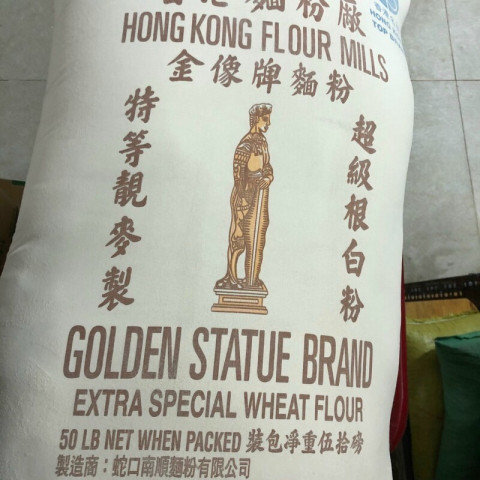 麵粉廠
HONG KONG FLOUR MILLS
金像牌麵粉
特等靚麥製
超級根白粉
GOLDEN STATUE BRAND
EXTRA SPECIAL WHEAT FLOUR
50 LB NET WHEN PACKED 裝包凈重伍拾磅
製造商：蛇口南順麵粉有限公司
TOP